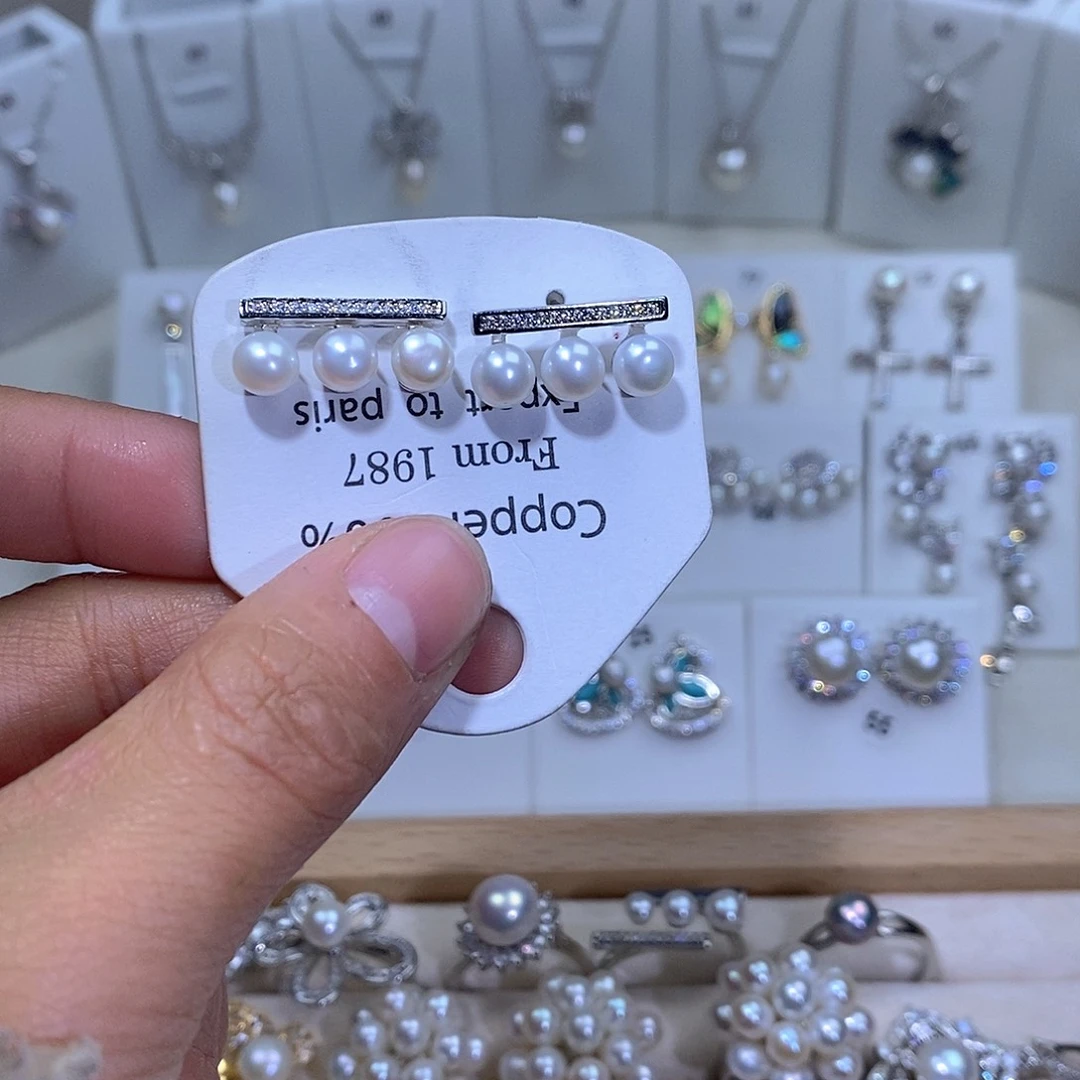 Copper
%
From 1987
Export to paris